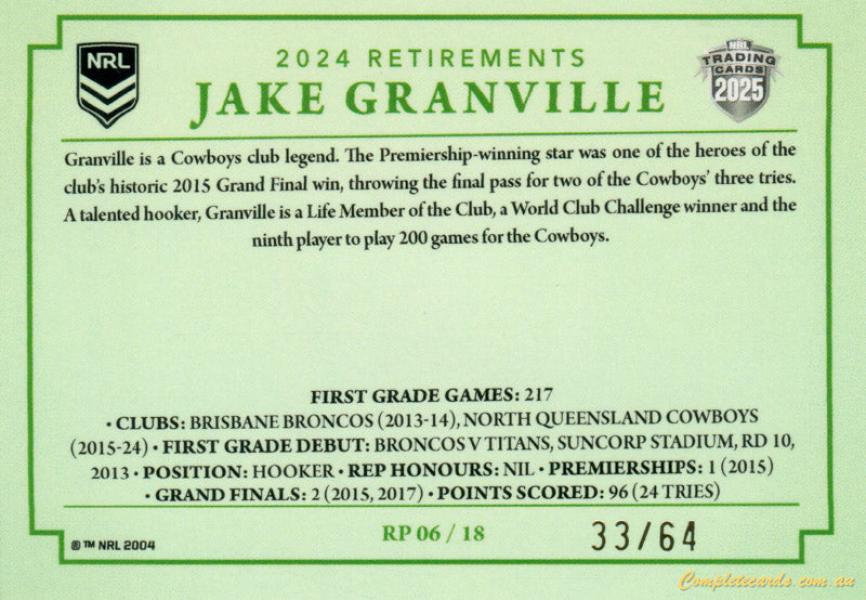 NRL
2024 RETIREMENTS
JAKE GRANVILLE
NRL
TRADING
CARDS
2025
Granville is a Cowboys club legend. The Premiership-winning star was one of the heroes of the
club's historic 2015 Grand Final win, throwing the final pass for two of the Cowboys' three tries.
A talented hooker, Granville is a Life Member of the Club, a World Club Challenge winner and the
ninth player to play 200 games for the Cowboys.
FIRST GRADE GAMES: 217
• CLUBS: BRISBANE BRONCOS (2013-14), NORTH QUEENSLAND COWBOYS
(2015-24) • FIRST GRADE DEBUT: BRONCOS V TITANS, SUNCORP STADIUM, RD 10,
2013 • POSITION: HOOKER • REP HONOURS: NIL • PREMIERSHIPS: 1 (2015)
• GRAND FINALS: 2 (2015, 2017) • POINTS SCORED: 96 (24 TRIES)
® ™ NRL 2004
RP 06 / 18
33/64
Completecards.com.au